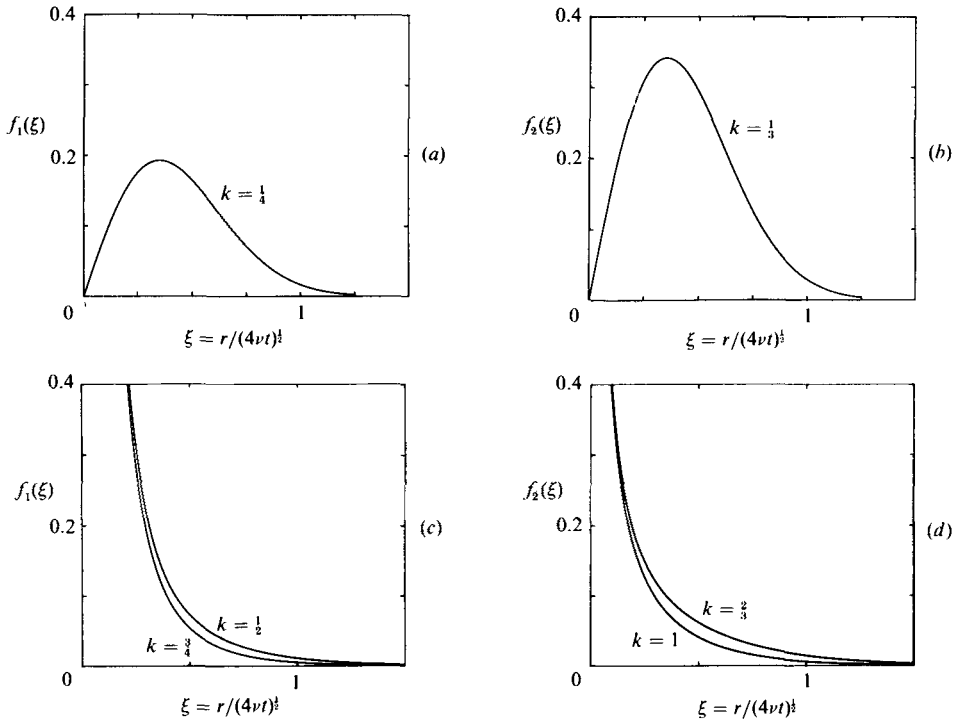 0.4
0.2
0
1
f₁(ξ)
k = ¼
(a)
ξ = r/(4νt)^½
0.4
0.2
0
1
f₂(ξ)
k = ⅓
(b)
ξ = r/(4νt)^½
0.4
0.2
0
1
f₁(ξ)
k = ½
k = ¾
(c)
ξ = r/(4νt)^½
0.4
0.2
0
1
f₂(ξ)
k = ⅔
k = 1
(d)
ξ = r/(4νt)^½